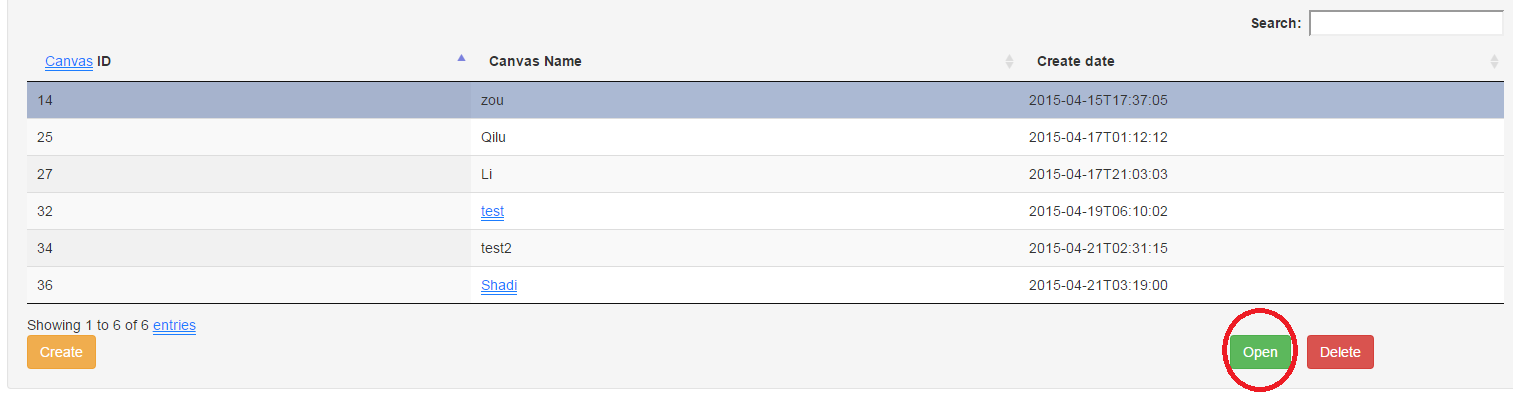 Search:
Canvas ID Canvas Name Create date
14 zou 2015-04-15T17:37:05
25 Qilu 2015-04-17T01:12:12
27 Li 2015-04-17T21:03:03
32 test 2015-04-19T06:10:02
34 test2 2015-04-21T02:31:15
36 Shadi 2015-04-21T03:19:00
Showing 1 to 6 of 6 entries
Create Open Delete